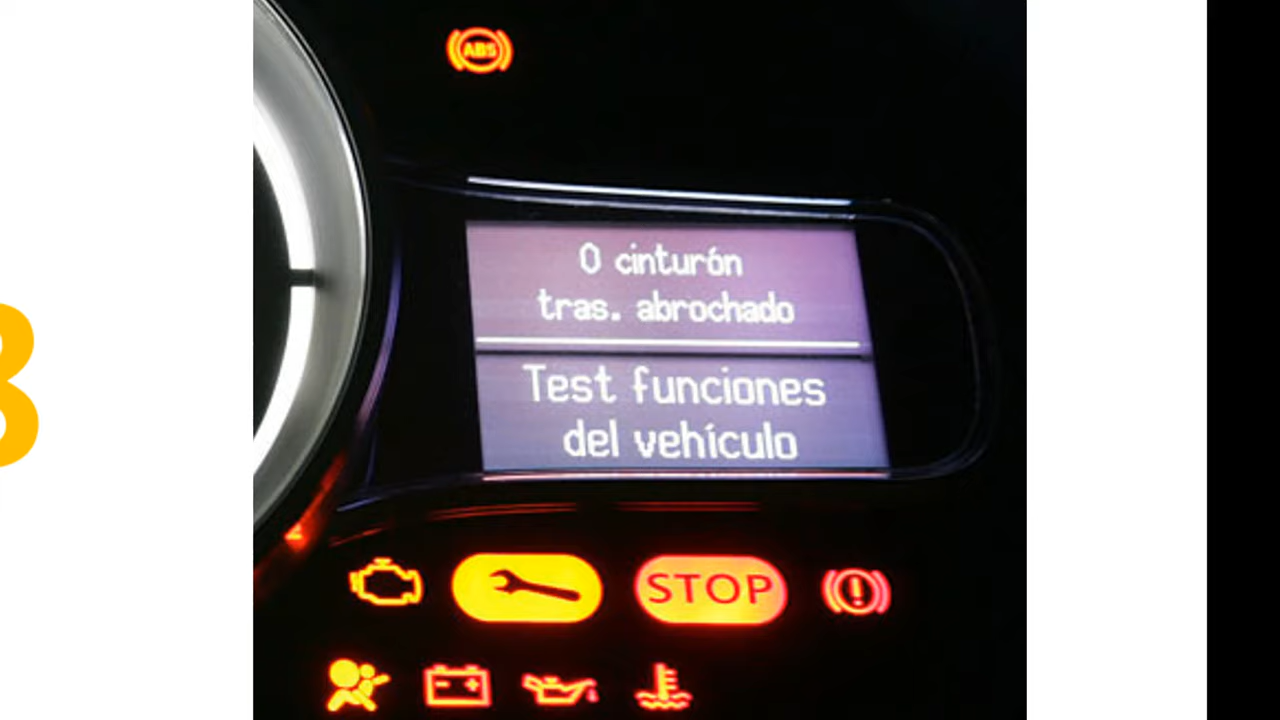 ABS
0 cinturón
tras. abrochado
Test funciones
del vehículo
STOP